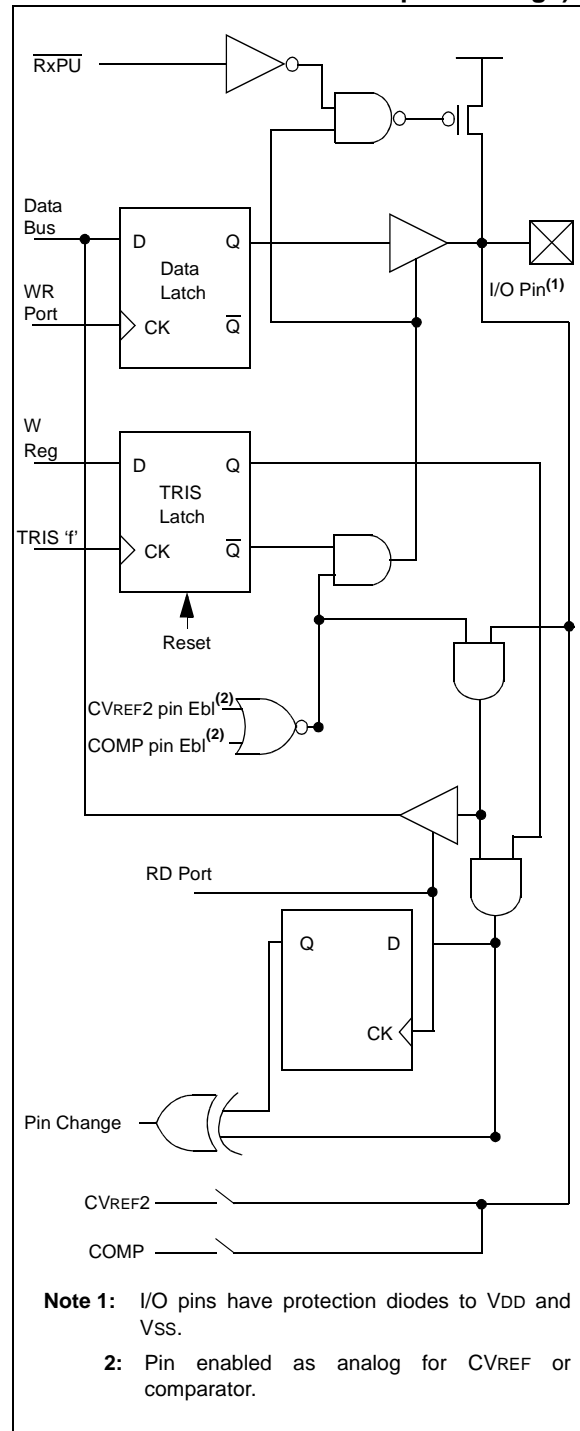 RxPU
Data
Bus
D Q
Data
Latch
WR
Port
CK Q
I/O Pin(1)
W
Reg
D Q
TRIS
Latch
TRIS 'f'
CK Q
Reset
CVREF2 pin Ebl(2)
COMP pin Ebl(2)
RD Port
Q D
CK
Pin Change
CVREF2
COMP
Note 1: I/O pins have protection diodes to VDD and
VSS.
2: Pin enabled as analog for CVREF or
comparator.